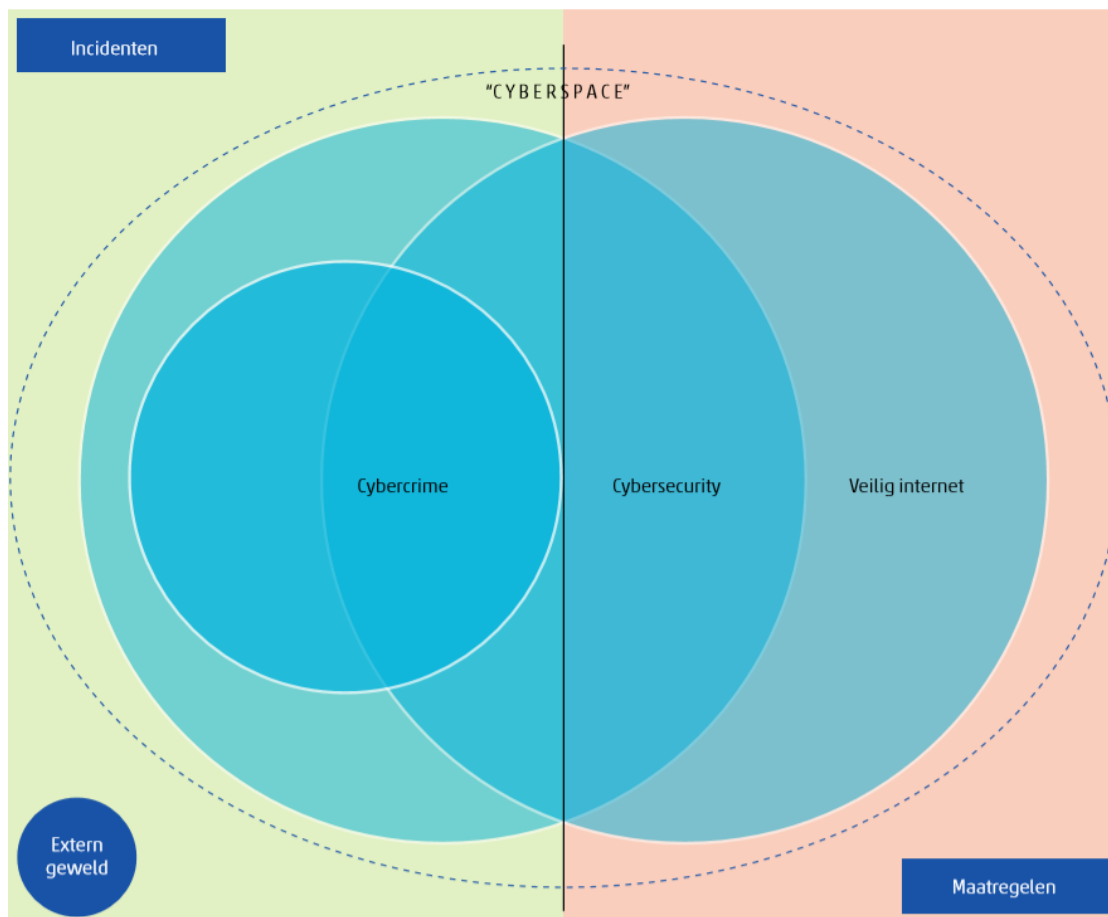 Incidenten
"CYBERSPACE"
Cybercrime
Cybersecurity
Veilig internet
Extern
geweld
Maatregelen